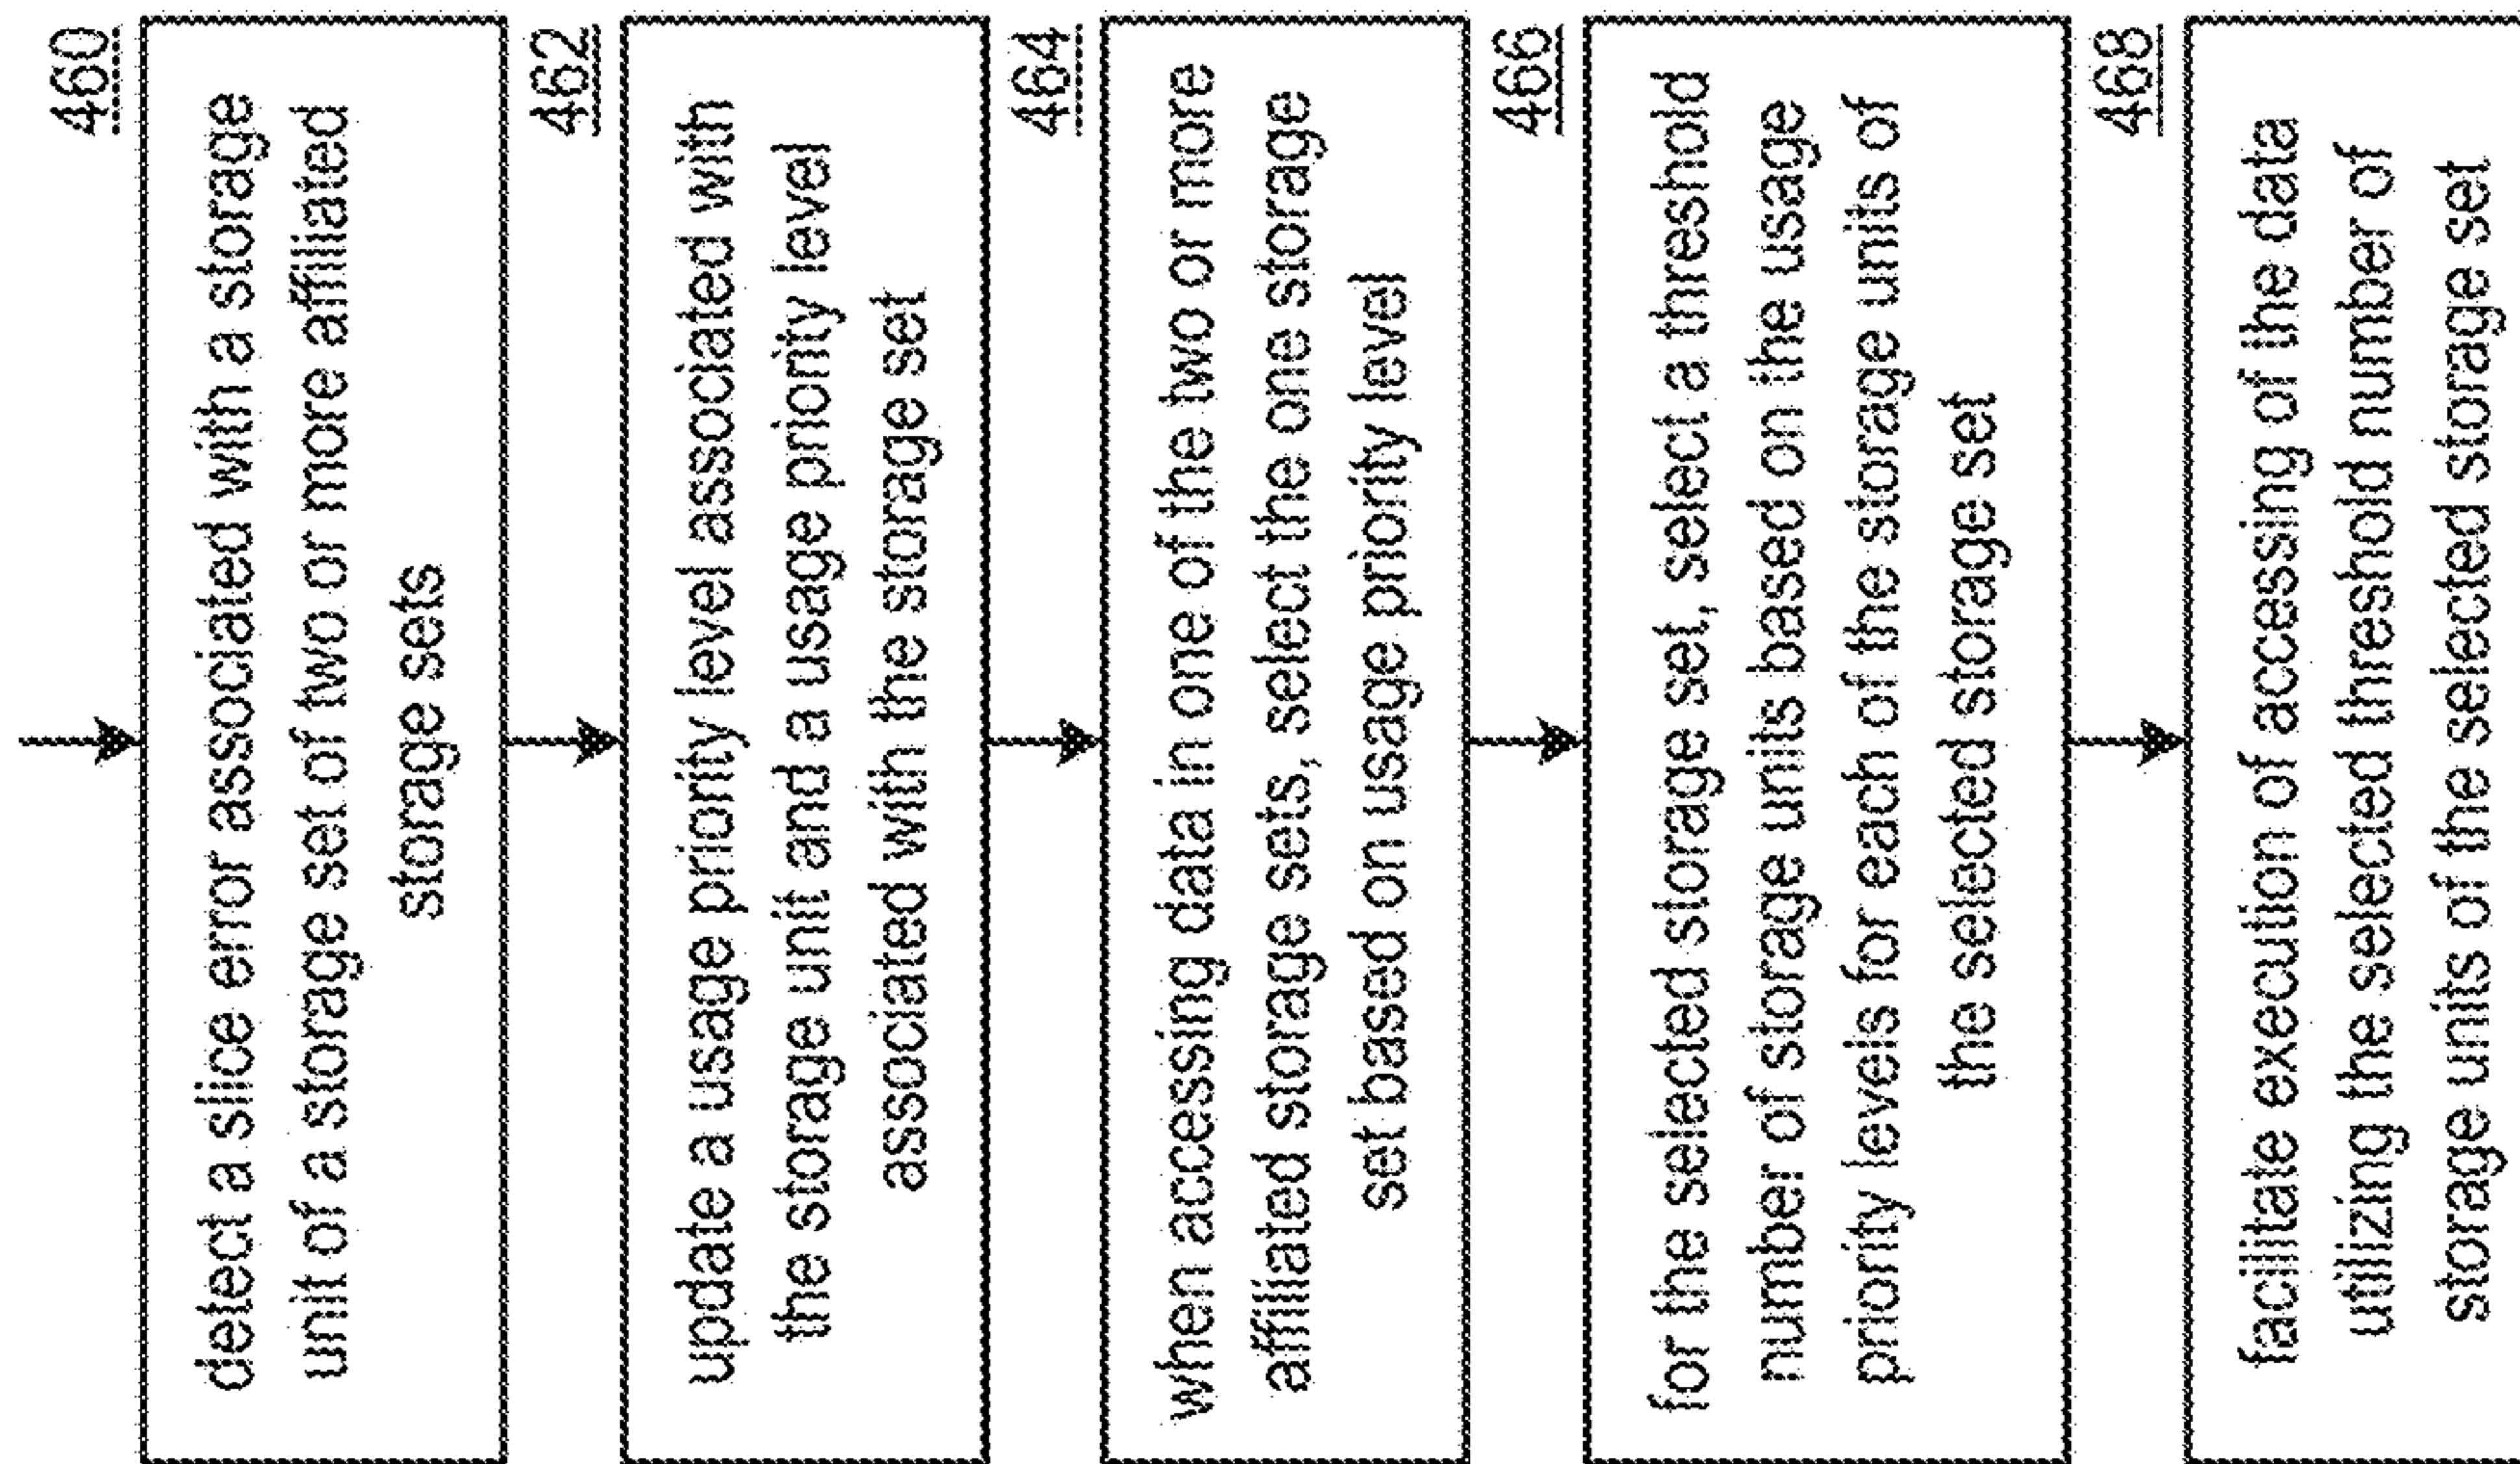 460
detect a slice error associated with a storage
unit of a storage set of two or more affiliated
storage sets
462
update a usage priority level associated with
the storage unit and a usage priority level
associated with the storage set
464
when accessing data in one of the two or more
affiliated storage sets, select the one storage
set based on usage priority level
466
for the selected storage set, select a threshold
number of storage units based on the usage
priority levels for each of the storage units of
the selected storage set
468
facilitate execution of accessing of the data
utilizing the selected threshold number of
storage units of the selected storage set